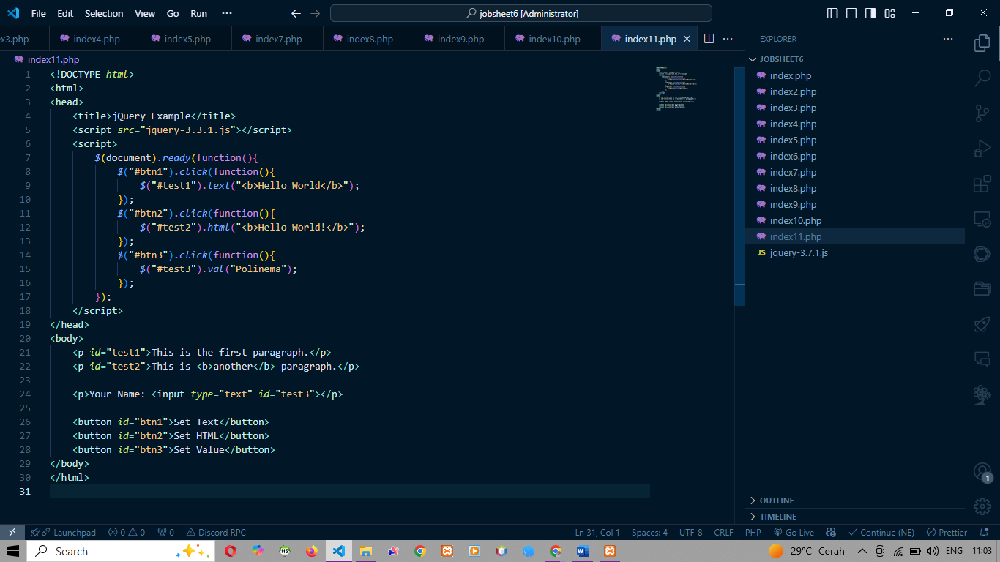 File Edit Selection View Go Run ··· jobsheet6 [Administrator]
x3.php index4.php index5.php index7.php index8.php index9.php index10.php index11.php
index11.php
1 <!DOCTYPE html>
2 <html>
3 <head>
4 <title>jQuery Example</title>
5 <script src="jquery-3.3.1.js"></script>
6 <script>
7 $(document).ready(function(){
8 $("#btn1").click(function(){
9 $("#test1").text("<b>Hello World</b>");
10 });
11 $("#btn2").click(function(){
12 $("#test2").html("<b>Hello World!</b>");
13 });
14 $("#btn3").click(function(){
15 $("#test3").val("Polinema");
16 });
17 });
18 </script>
19 </head>
20 <body>
21 <p id="test1">This is the first paragraph.</p>
22 <p id="test2">This is <b>another</b> paragraph.</p>
23
24 <p>Your Name: <input type="text" id="test3"></p>
25
26 <button id="btn1">Set Text</button>
27 <button id="btn2">Set HTML</button>
28 <button id="btn3">Set Value</button>
29 </body>
30 </html>
31
EXPLORER
JOBSHEET6
index.php
index2.php
index3.php
index4.php
index5.php
index6.php
index7.php
index8.php
index9.php
index10.php
index11.php
JS jquery-3.7.1.js
1
OUTLINE
TIMELINE
Launchpad 0 0 0 Discord RPC Ln 31, Col 1 Spaces: 4 UTF-8 CRLF PHP Go Live Continue (NE) Prettier
Search HS 29°C Cerah ENG 11:03